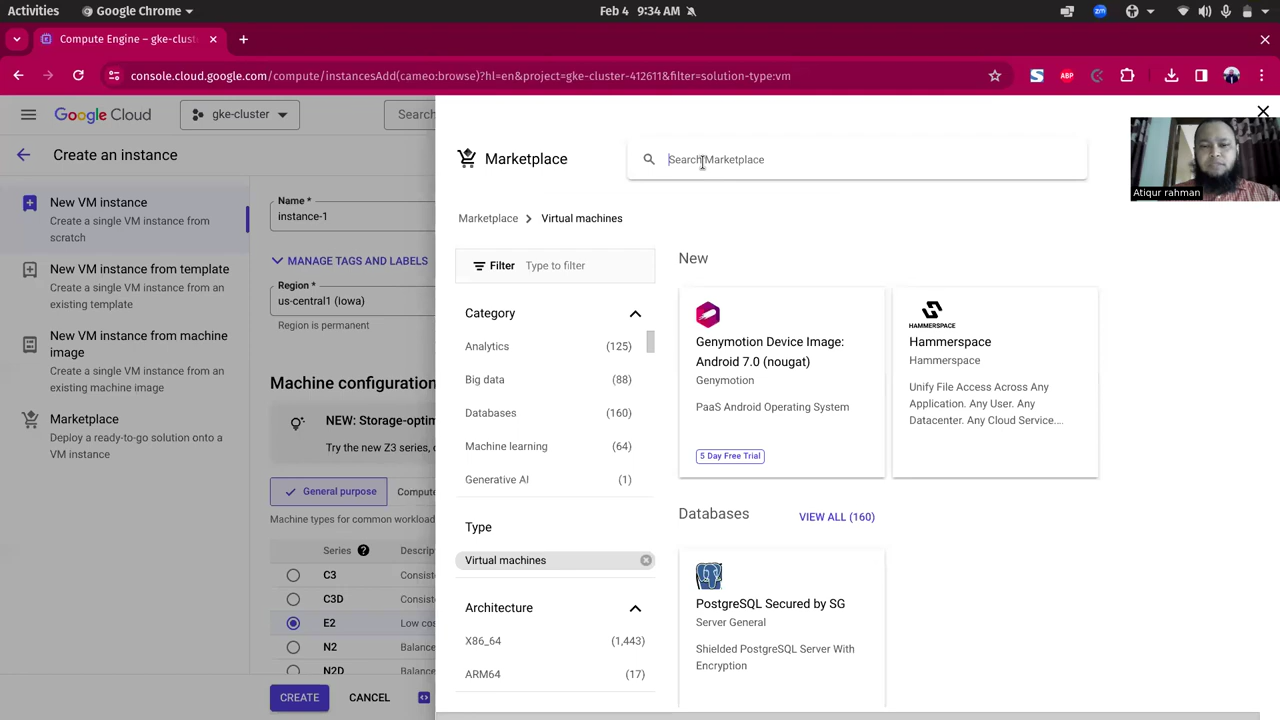 Activities
Google Chrome
Feb 4 9:34 AM
zm
Compute Engine – gke-clust
console.cloud.google.com/compute/instancesAdd(cameo:browse)?hl=en&project=gke-cluster-412611&filter=solution-type:vm
S
ABP
Google Cloud
gke-cluster
Search
Create an instance
New VM instance
Create a single VM instance from
scratch
New VM instance from template
Create a single VM instance from an
existing template
New VM instance from machine
image
Create a single VM instance from an
existing machine image
Marketplace
Deploy a ready-to-go solution onto a
VM instance
Name *
instance-1
MANAGE TAGS AND LABELS
Region *
us-central1 (Iowa)
Region is permanent
Machine configuration
NEW: Storage-optim
Try the new Z3 series, c
General purpose
Compute
Machine types for common workload
Series
Descrip
C3
Consiste
C3D
Consiste
E2
Low cos
N2
Balance
N2D
Balance
CREATE
CANCEL
Marketplace
Search Marketplace
Atiqur rahman
Marketplace > Virtual machines
Filter
Type to filter
Category
Analytics (125)
Big data (88)
Databases (160)
Machine learning (64)
Generative AI (1)
Type
Virtual machines
Architecture
X86_64 (1,443)
ARM64 (17)
New
Genymotion Device Image:
Android 7.0 (nougat)
Genymotion
PaaS Android Operating System
5 Day Free Trial
HAMMERSPACE
Hammerspace
Hammerspace
Unify File Access Across Any
Application. Any User. Any
Datacenter. Any Cloud Service....
Databases
VIEW ALL (160)
PostgreSQL Secured by SG
Server General
Shielded PostgreSQL Server With
Encryption